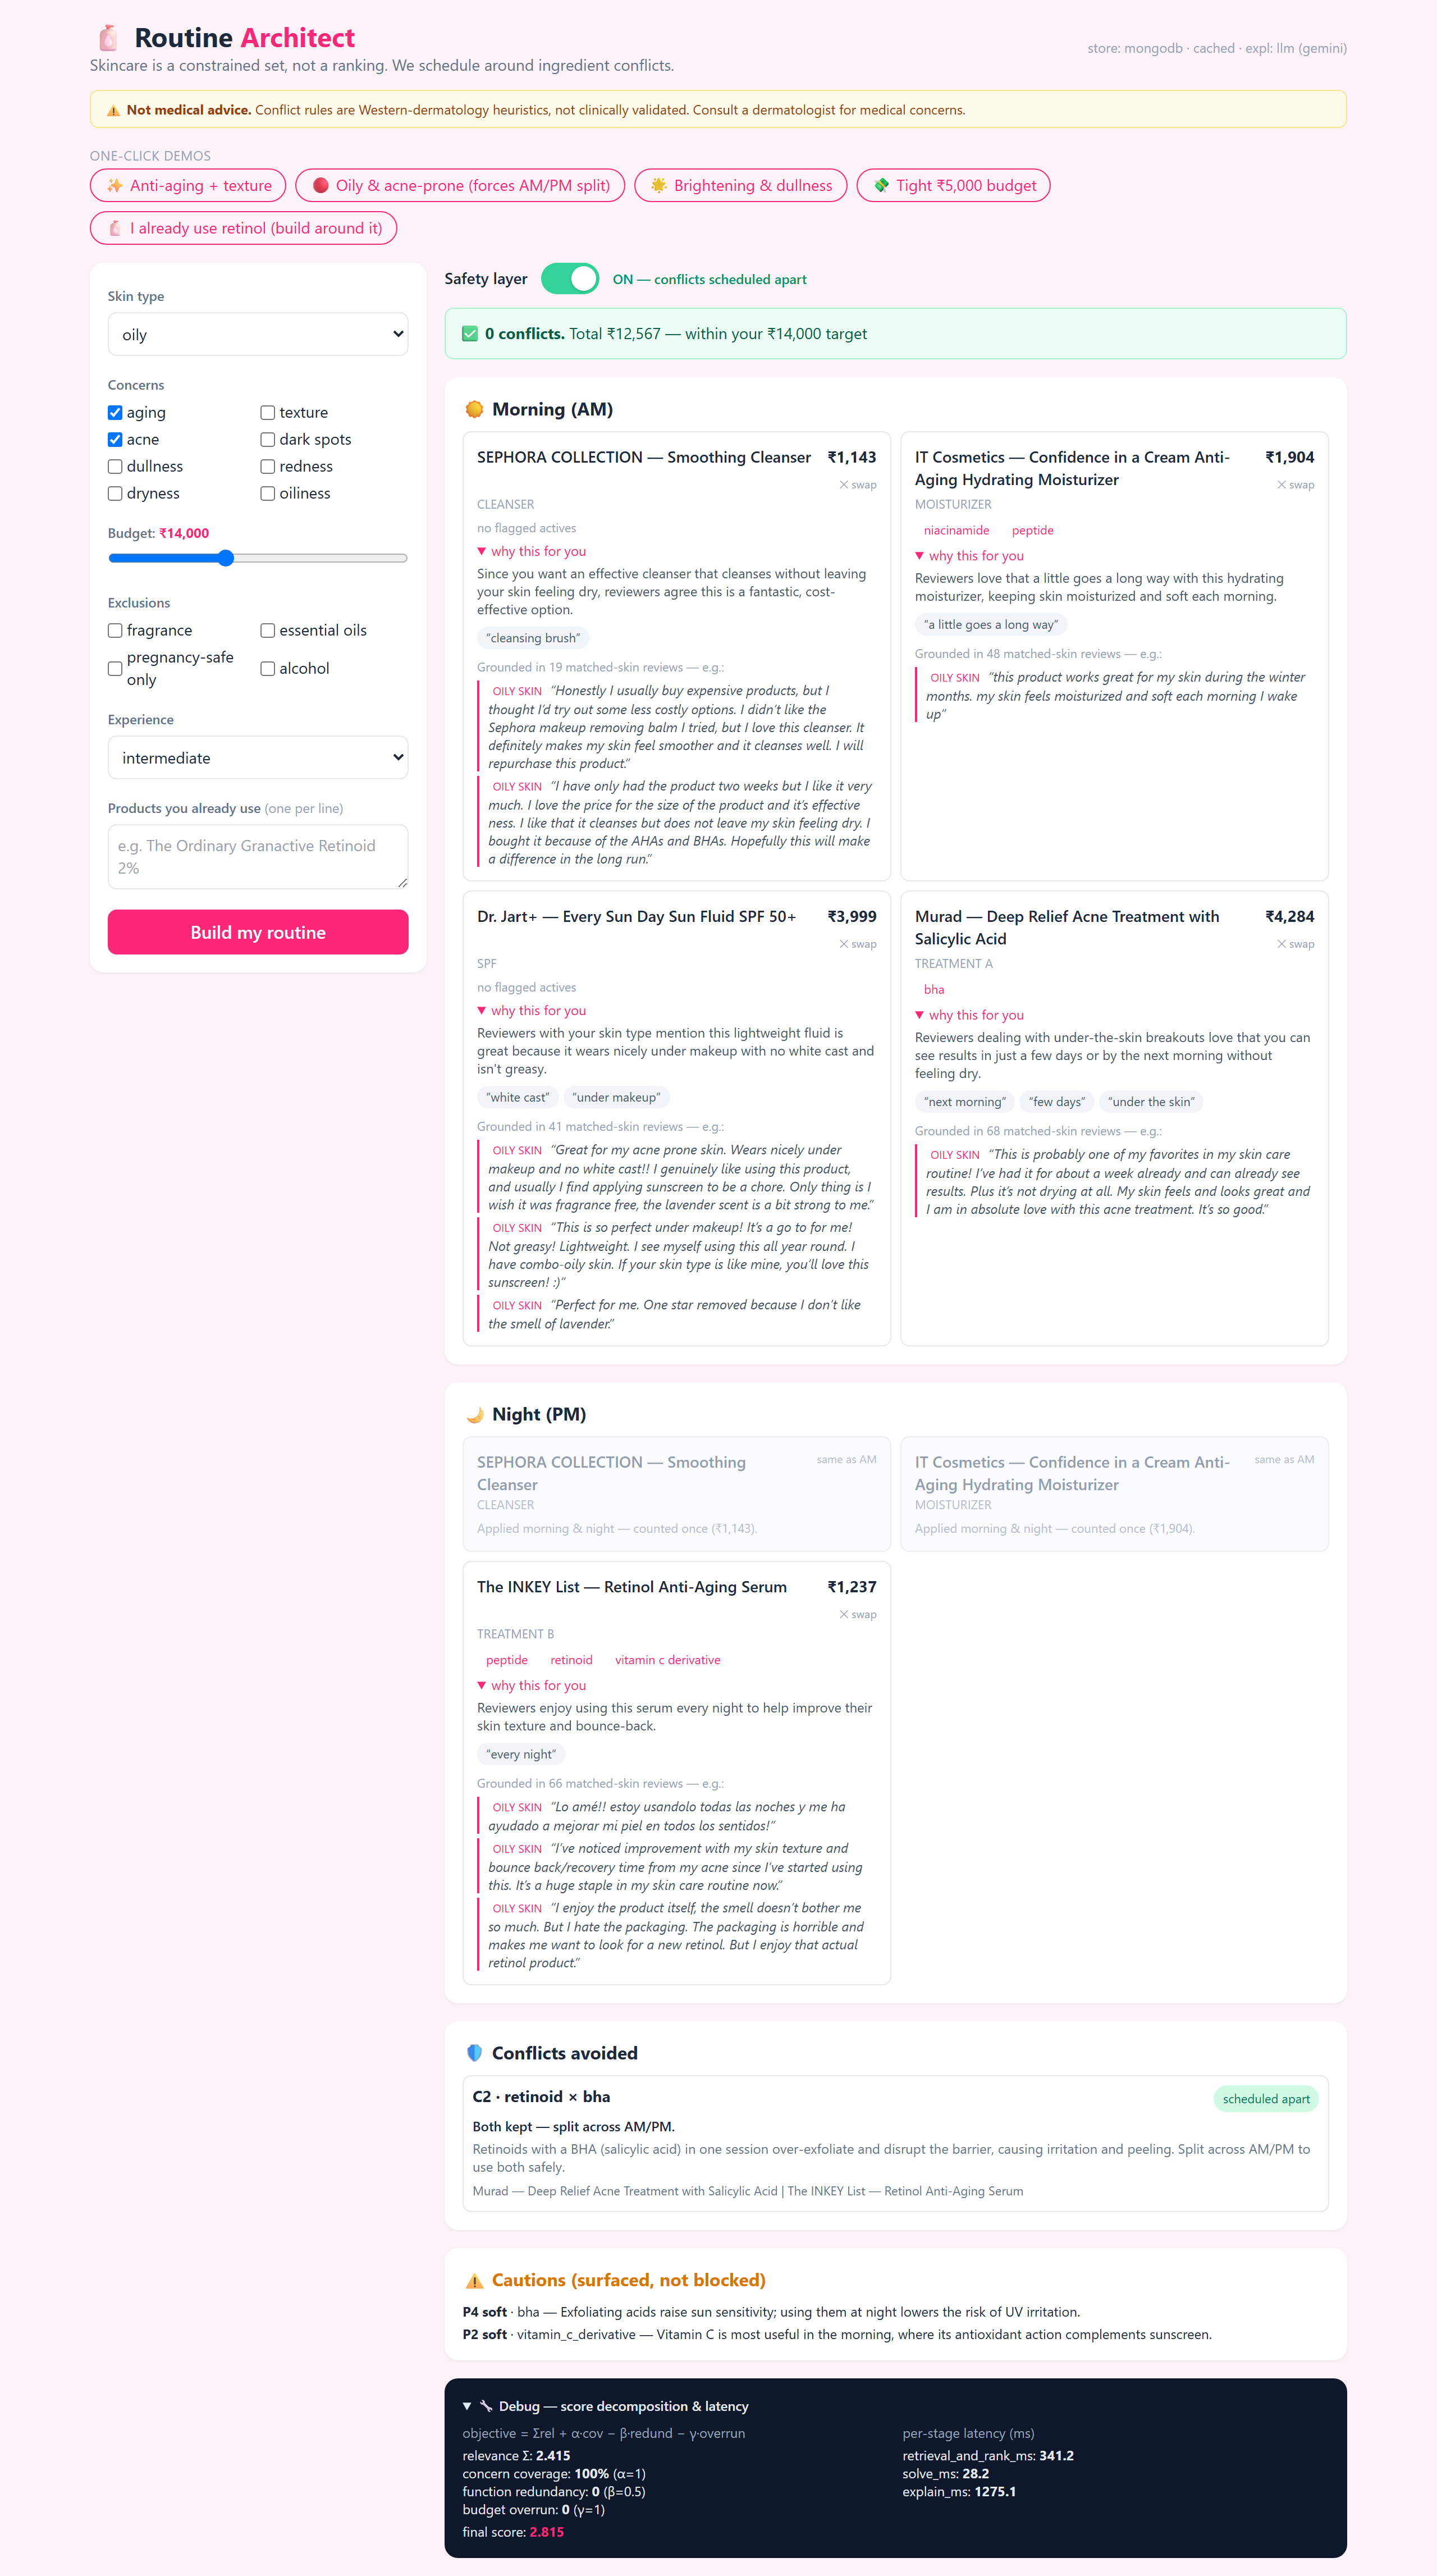 Routine Architect
Skincare is a constrained set, not a ranking. We schedule around ingredient conflicts.
store: mongodb · cached · expl: llm (gemini)
Not medical advice. Conflict rules are Western-dermatology heuristics, not clinically validated. Consult a dermatologist for medical concerns.
ONE-CLICK DEMOS
Anti-aging + texture
Oily & acne-prone (forces AM/PM split)
Brightening & dullness
Tight ₹5,000 budget
I already use retinol (build around it)
Skin type
oily
Concerns
aging
texture
acne
dark spots
dullness
redness
dryness
oiliness
Budget: ₹14,000
Exclusions
fragrance
essential oils
pregnancy-safe
only
alcohol
Experience
intermediate
Products you already use (one per line)
e.g. The Ordinary Granactive Retinoid
2%
Build my routine
Safety layer
ON — conflicts scheduled apart
0 conflicts. Total ₹12,567 — within your ₹14,000 target
Morning (AM)
SEPHORA COLLECTION — Smoothing Cleanser
₹1,143
✕ swap
CLEANSER
no flagged actives
▼ why this for you
Since you want an effective cleanser that cleanses without leaving
your skin feeling dry, reviewers agree this is a fantastic, cost-
effective option.
“cleansing brush”
Grounded in 19 matched-skin reviews — e.g.:
OILY SKIN “Honestly I usually buy expensive products, but I
thought I’d try out some less costly options. I didn’t like the
Sephora makeup removing balm I tried, but I love this cleanser. It
definitely makes my skin feel smoother and it cleanses well. I will
repurchase this product.”
OILY SKIN “I have only had the product two weeks but I like it very
much. I love the price for the size of the product and it’s effective
ness. I like that it cleanses but does not leave my skin feeling dry. I
bought it because of the AHAs and BHAs. Hopefully this will make
a difference in the long run.”
IT Cosmetics — Confidence in a Cream Anti-
Aging Hydrating Moisturizer
₹1,904
✕ swap
MOISTURIZER
niacinamide
peptide
▼ why this for you
Reviewers love that a little goes a long way with this hydrating
moisturizer, keeping skin moisturized and soft each morning.
“a little goes a long way”
Grounded in 48 matched-skin reviews — e.g.:
OILY SKIN “this product works great for my skin during the winter
months. my skin feels moisturized and soft each morning I wake
up”
Dr. Jart+ — Every Sun Day Sun Fluid SPF 50+
₹3,999
✕ swap
SPF
no flagged actives
▼ why this for you
Reviewers with your skin type mention this lightweight fluid is
great because it wears nicely under makeup with no white cast and
isn't greasy.
“white cast”
“under makeup”
Grounded in 41 matched-skin reviews — e.g.:
OILY SKIN “Great for my acne prone skin. Wears nicely under
makeup and no white cast!! I genuinely like using this product,
and usually I find applying sunscreen to be a chore. Only thing is I
wish it was fragrance free, the lavender scent is a bit strong to me.”
OILY SKIN “This is so perfect under makeup! It’s a go to for me!
Not greasy! Lightweight. I see myself using this all year round. I
have combo-oily skin. If your skin type is like mine, you’ll love this
sunscreen! :)”
OILY SKIN “Perfect for me. One star removed because I don’t like
the smell of lavender.”
Murad — Deep Relief Acne Treatment with
Salicylic Acid
₹4,284
✕ swap
TREATMENT A
bha
▼ why this for you
Reviewers dealing with under-the-skin breakouts love that you can
see results in just a few days or by the next morning without
feeling dry.
“next morning”
“few days”
“under the skin”
Grounded in 68 matched-skin reviews — e.g.:
OILY SKIN “This is probably one of my favorites in my skin care
routine! I’ve had it for about a week already and can already see
results. Plus it’s not drying at all. My skin feels and looks great and
I am in absolute love with this acne treatment. It’s so good.”
Night (PM)
SEPHORA COLLECTION — Smoothing
Cleanser
same as AM
CLEANSER
Applied morning & night — counted once (₹1,143).
IT Cosmetics — Confidence in a Cream Anti-
Aging Hydrating Moisturizer
same as AM
MOISTURIZER
Applied morning & night — counted once (₹1,904).
The INKEY List — Retinol Anti-Aging Serum
₹1,237
✕ swap
TREATMENT B
peptide
retinoid
vitamin c derivative
▼ why this for you
Reviewers enjoy using this serum every night to help improve their
skin texture and bounce-back.
“every night”
Grounded in 66 matched-skin reviews — e.g.:
OILY SKIN “Lo amé!! estoy usandolo todas las noches y me ha
ayudado a mejorar mi piel en todos los sentidos!”
OILY SKIN “I’ve noticed improvement with my skin texture and
bounce back/recovery time from my acne since I’ve started using
this. It’s a huge staple in my skin care routine now.”
OILY SKIN “I enjoy the product itself, the smell doesn’t bother me
so much. But I hate the packaging. The packaging is horrible and
makes me want to look for a new retinol. But I enjoy that actual
retinol product.”
Conflicts avoided
C2 · retinoid × bha
scheduled apart
Both kept — split across AM/PM.
Retinoids with a BHA (salicylic acid) in one session over-exfoliate and disrupt the barrier, causing irritation and peeling. Split across AM/PM to
use both safely.
Murad — Deep Relief Acne Treatment with Salicylic Acid | The INKEY List — Retinol Anti-Aging Serum
Cautions (surfaced, not blocked)
P4 soft · bha — Exfoliating acids raise sun sensitivity; using them at night lowers the risk of UV irritation.
P2 soft · vitamin_c_derivative — Vitamin C is most useful in the morning, where its antioxidant action complements sunscreen.
▼ Debug — score decomposition & latency
objective = Σrel + α·cov − β·redund − γ·overrun
relevance Σ: 2.415
concern coverage: 100% (α=1)
function redundancy: 0 (β=0.5)
budget overrun: 0 (γ=1)
final score: 2.815
per-stage latency (ms)
retrieval_and_rank_ms: 341.2
solve_ms: 28.2
explain_ms: 1275.1